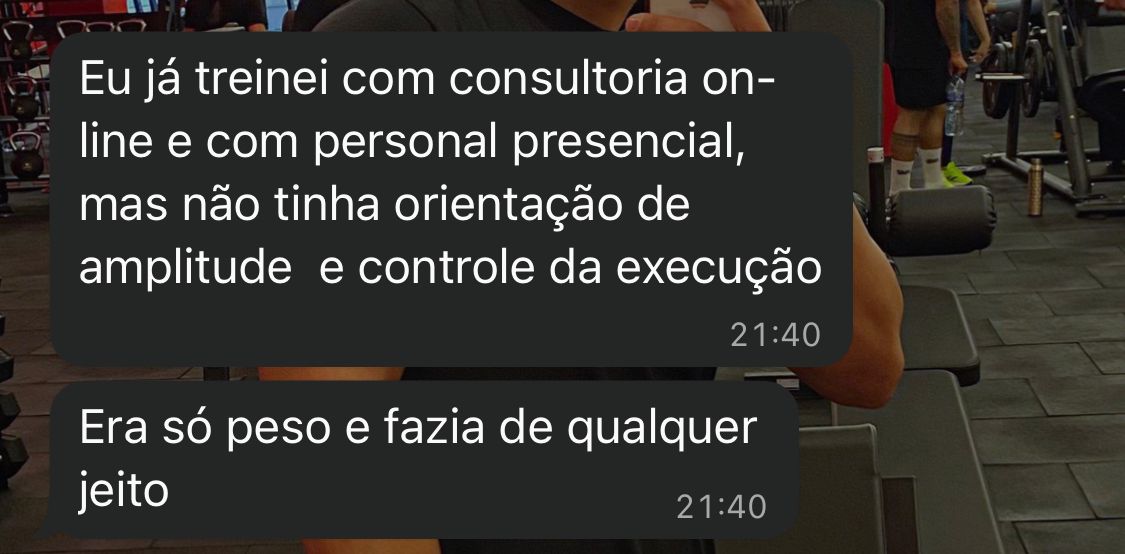 Eu já treinei com consultoria on-
line e com personal presencial,
mas não tinha orientação de
amplitude  e controle da execução
21:40
Era só peso e fazia de qualquer
jeito
21:40